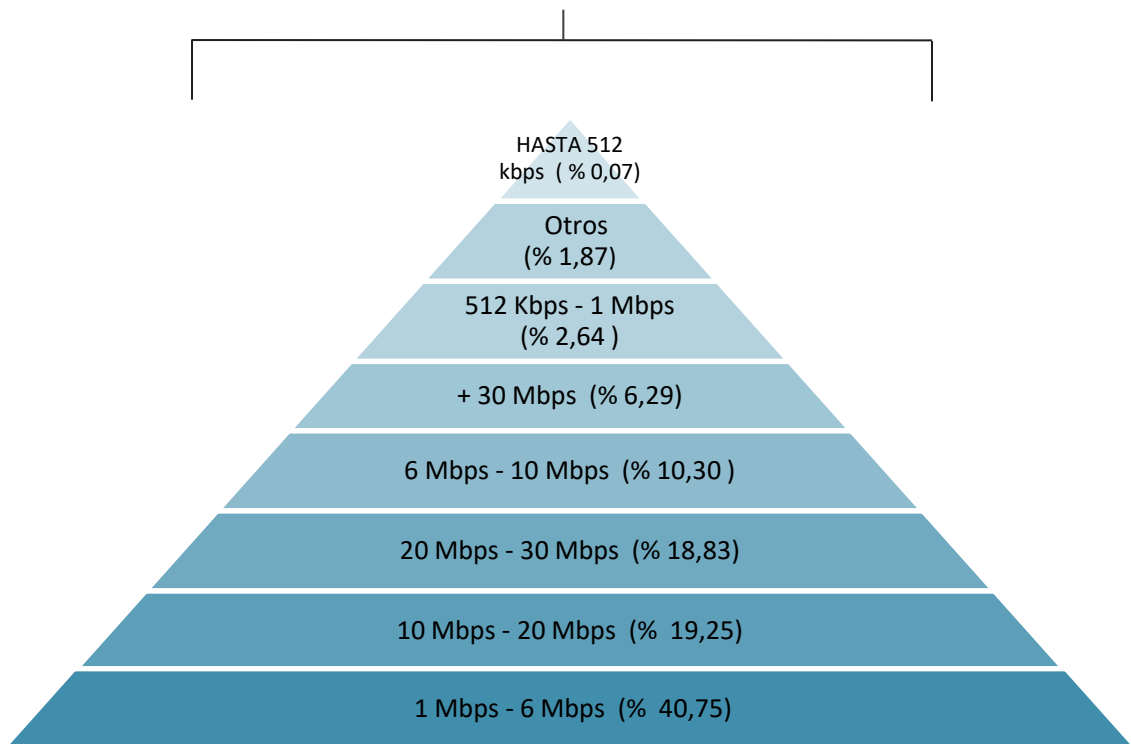 HASTA 512
kbps ( % 0,07)
Otros
(% 1,87)
512 Kbps - 1 Mbps
(% 2,64 )
+ 30 Mbps (% 6,29)
6 Mbps - 10 Mbps (% 10,30 )
20 Mbps - 30 Mbps (% 18,83)
10 Mbps - 20 Mbps (% 19,25)
1 Mbps - 6 Mbps (% 40,75)